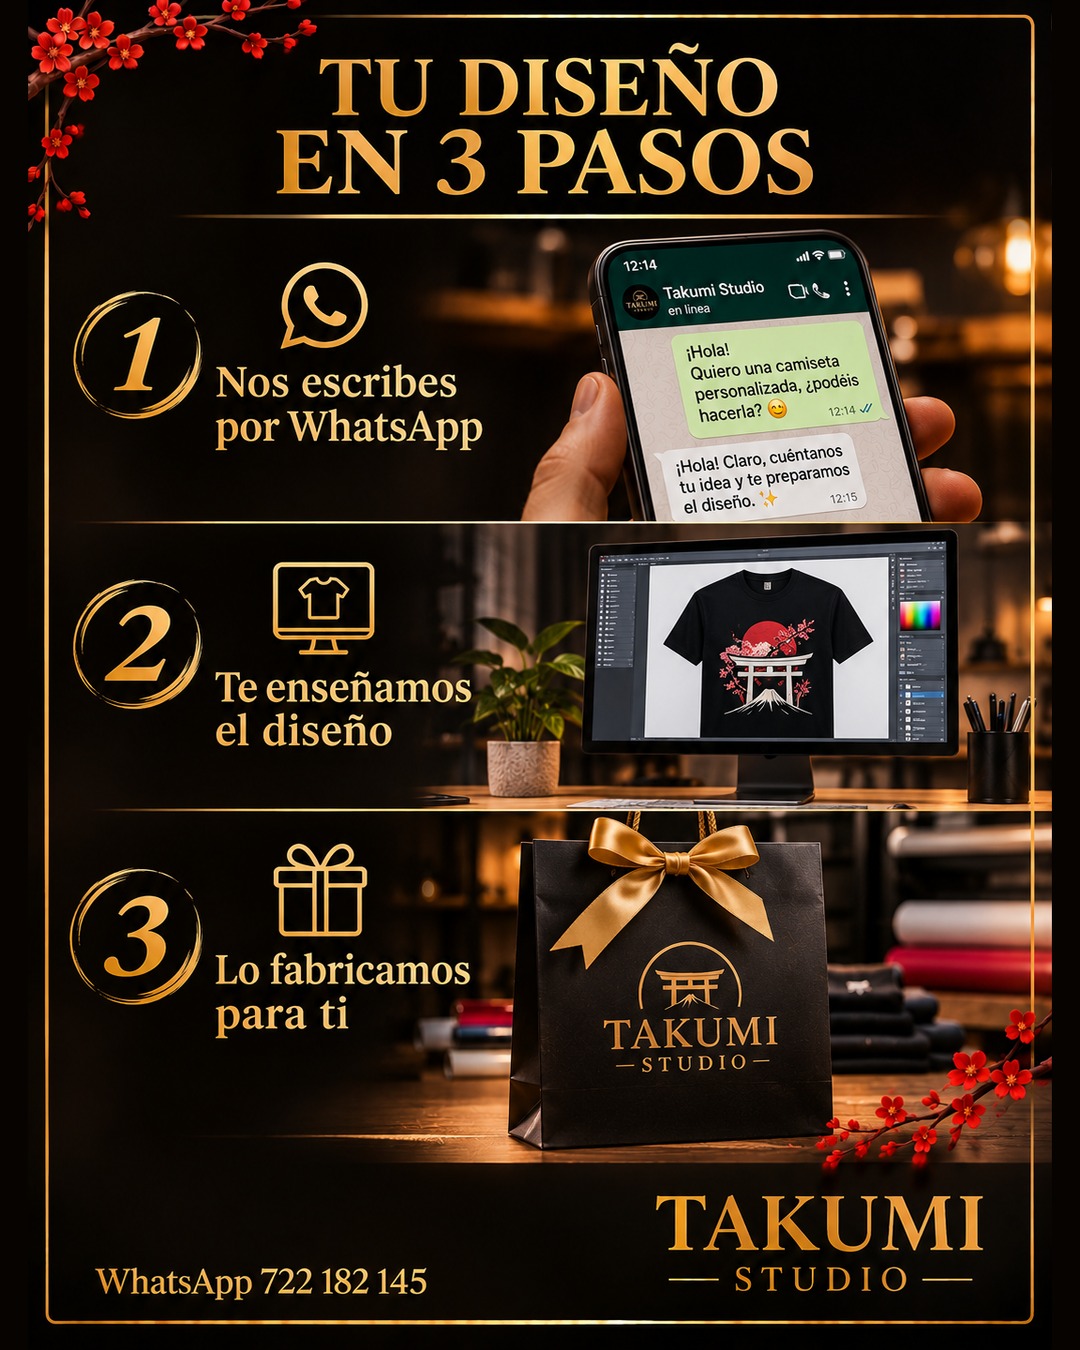 TU DISEÑO
EN 3 PASOS
1
Nos escribes
por WhatsApp
12:14
TAKUMI
Takumi Studio
en linea
¡Hola!
Quiero una camiseta
personalizada, ¿podéis
hacerla? 😊
12:14
¡Hola! Claro, cuéntanos
tu idea y te preparamos
el diseño. ✨
12:15
2
Te enseñamos
el diseño
3
Lo fabricamos
para ti
TAKUMI
STUDIO
TAKUMI
STUDIO
WhatsApp 722 182 145